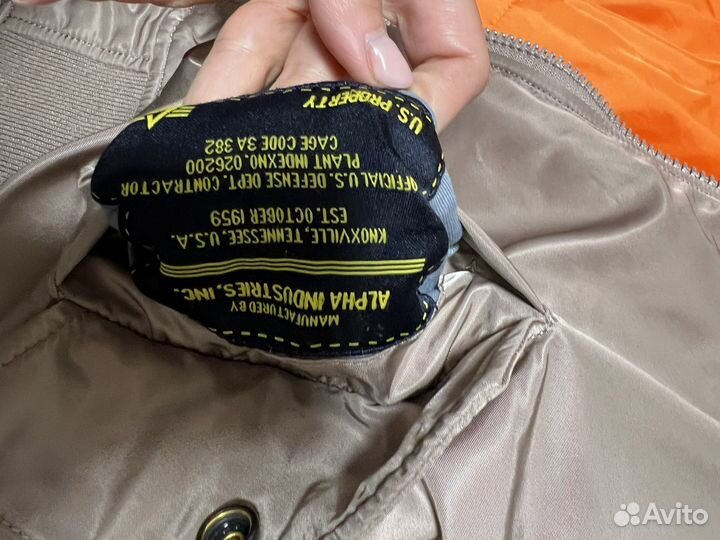 MANUFACTURED BY
ALPHA INDUSTRIES, INC.
KNOXVILLE, TENNESSEE, U.S.A.
EST. OCTOBER 1959
OFFICIAL U.S. DEFENSE DEPT. CONTRACTOR
PLANT INDEXNO. 026200
CAGE CODE 3A 382
U.S. PROPERTY
Avito